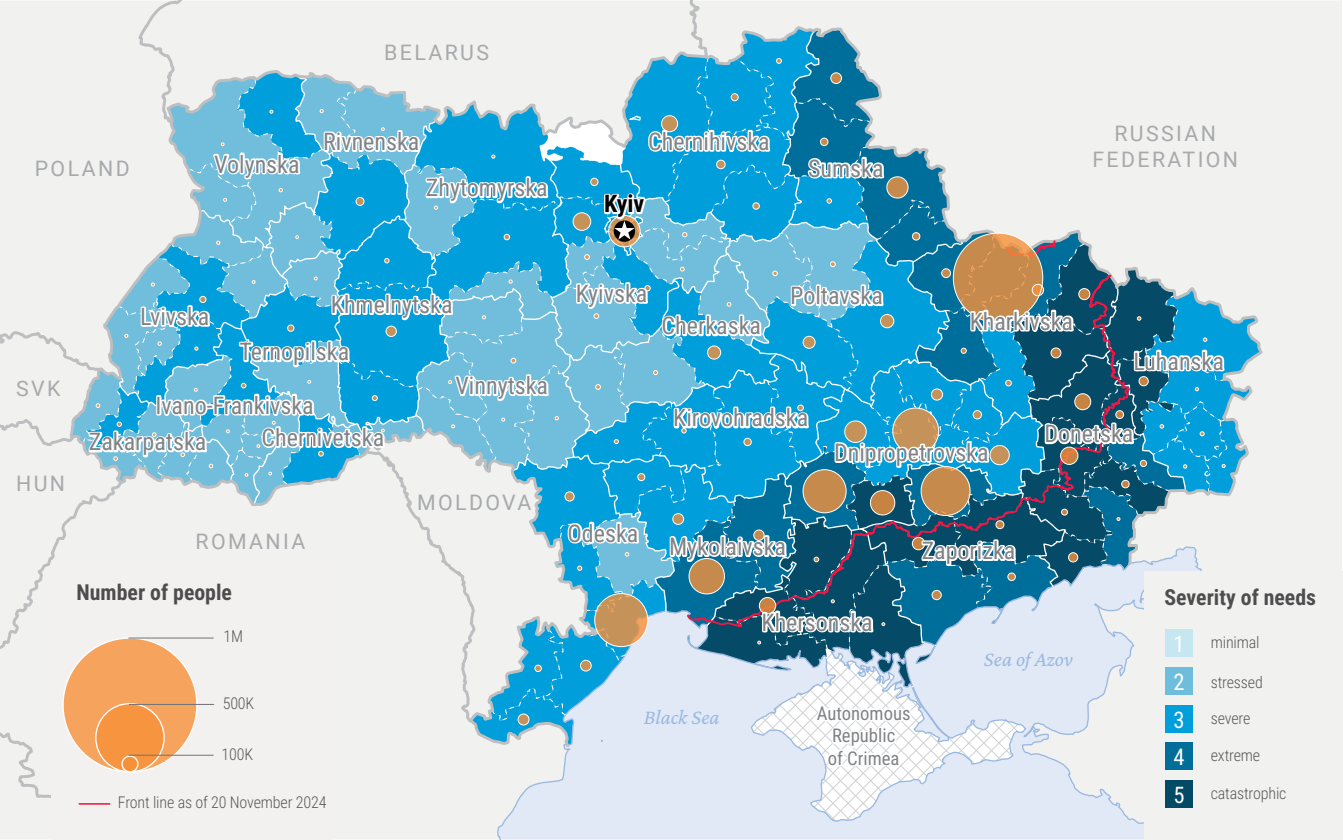 BELARUS
POLAND
RUSSIAN
FEDERATION
Volynska
Rivnenska
Zhytomyrska
Chernihivska
Sumska
Kyiv
Lvivska
Khmelnytska
Kyivska
Poltavska
Cherkaska
Kharkivska
Ternopilska
Luhanska
SVK
Ivano-Frankivska
Vinnytska
Kirovohradska
Zakarpatska
Chernivetska
Donetska
Dnipropetrovska
HUN
MOLDOVA
ROMANIA
Odeska
Mykolaivska
Zaporizka
Khersonska
Sea of Azov
Black Sea
Autonomous
Republic
of Crimea
Number of people
1M
500K
100K
Front line as of 20 November 2024
Severity of needs
1 minimal
2 stressed
3 severe
4 extreme
5 catastrophic